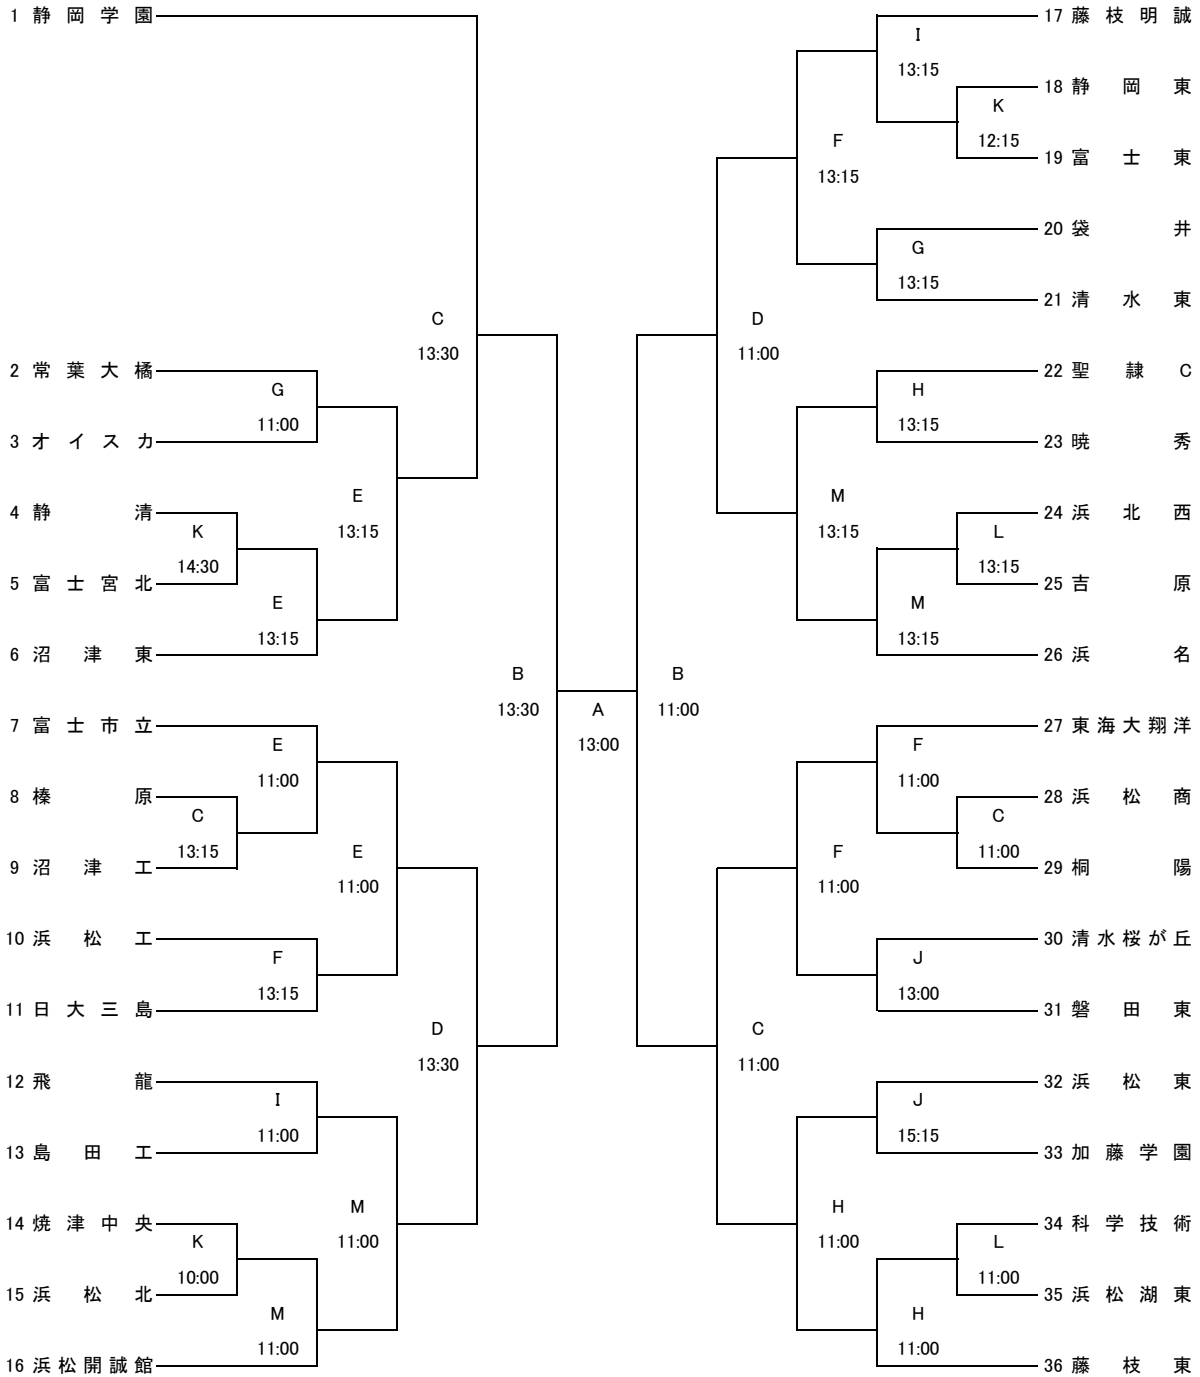 1 静岡学園
17 藤枝明誠
I
13:15
18 静岡東
K
12:15
19 富士東
F
13:15
20 袋井
G
13:15
21 清水東
C
13:30
D
11:00
2 常葉大橘
G
11:00
3 オイスカ
22 聖隷C
H
13:15
23 暁秀
4 静清
K
14:30
5 富士宮北
E
13:15
E
13:15
6 沼津東
M
13:15
24 浜北西
L
13:15
25 吉原
M
13:15
26 浜名
B
13:30
A
13:00
B
11:00
7 富士市立
E
11:00
8 榛原
C
13:15
9 沼津工
E
11:00
27 東海大翔洋
F
11:00
28 浜松商
C
11:00
29 桐陽
F
11:00
10 浜松工
F
13:15
11 日大三島
30 清水桜が丘
J
13:00
31 磐田東
D
13:30
C
11:00
12 飛龍
I
11:00
13 島田工
32 浜松東
J
15:15
33 加藤学園
M
11:00
H
11:00
14 焼津中央
K
10:00
15 浜松北
M
11:00
16 浜松開誠館
34 科学技術
L
11:00
35 浜松湖東
H
11:00
36 藤枝東